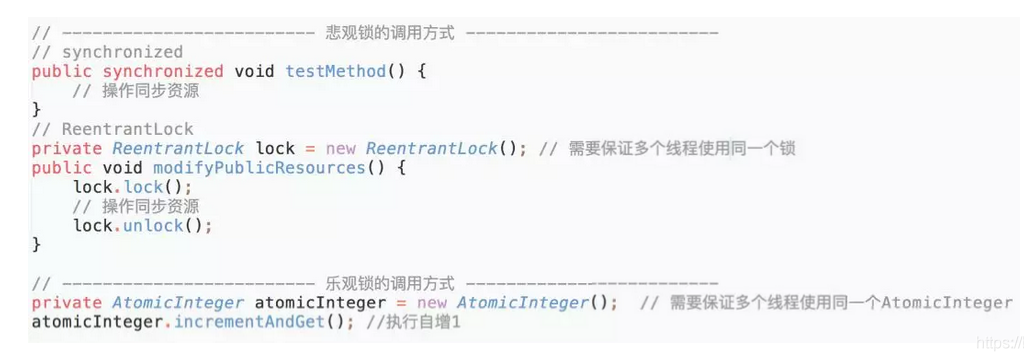 // ------------------------- 悲观锁的调用方式 -------------------------
// synchronized
public synchronized void testMethod() {
    // 操作同步资源
}
// ReentrantLock
private ReentrantLock lock = new ReentrantLock(); // 需要保证多个线程使用同一个锁
public void modifyPublicResources() {
    lock.lock();
    // 操作同步资源
    lock.unlock();
}
// ------------------------- 乐观锁的调用方式 -------------------------
private AtomicInteger atomicInteger = new AtomicInteger();  // 需要保证多个线程使用同一个AtomicInteger
atomicInteger.incrementAndGet(); //执行自增1
https://